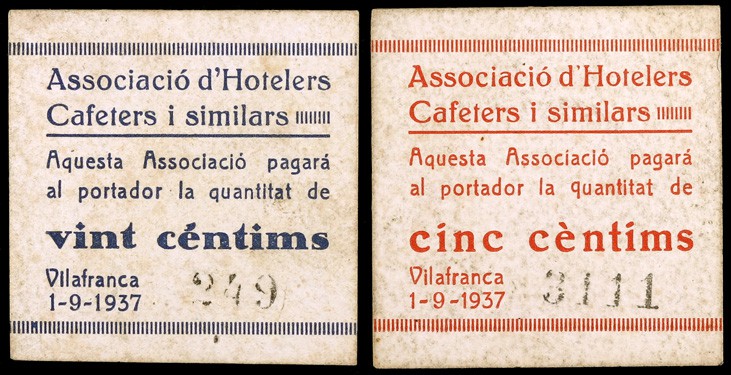 Associació d'Hotelers
Cafeters i similars
Aquesta Associació pagará
al portador la quantitat de
vint céntims
Vilafranca
1-9-1937
249
Associació d'Hotelers
Cafeters i similars
Aquesta Associació pagará
al portador la quantitat de
cinc cèntims
Vilafranca
1-9-1937
3111